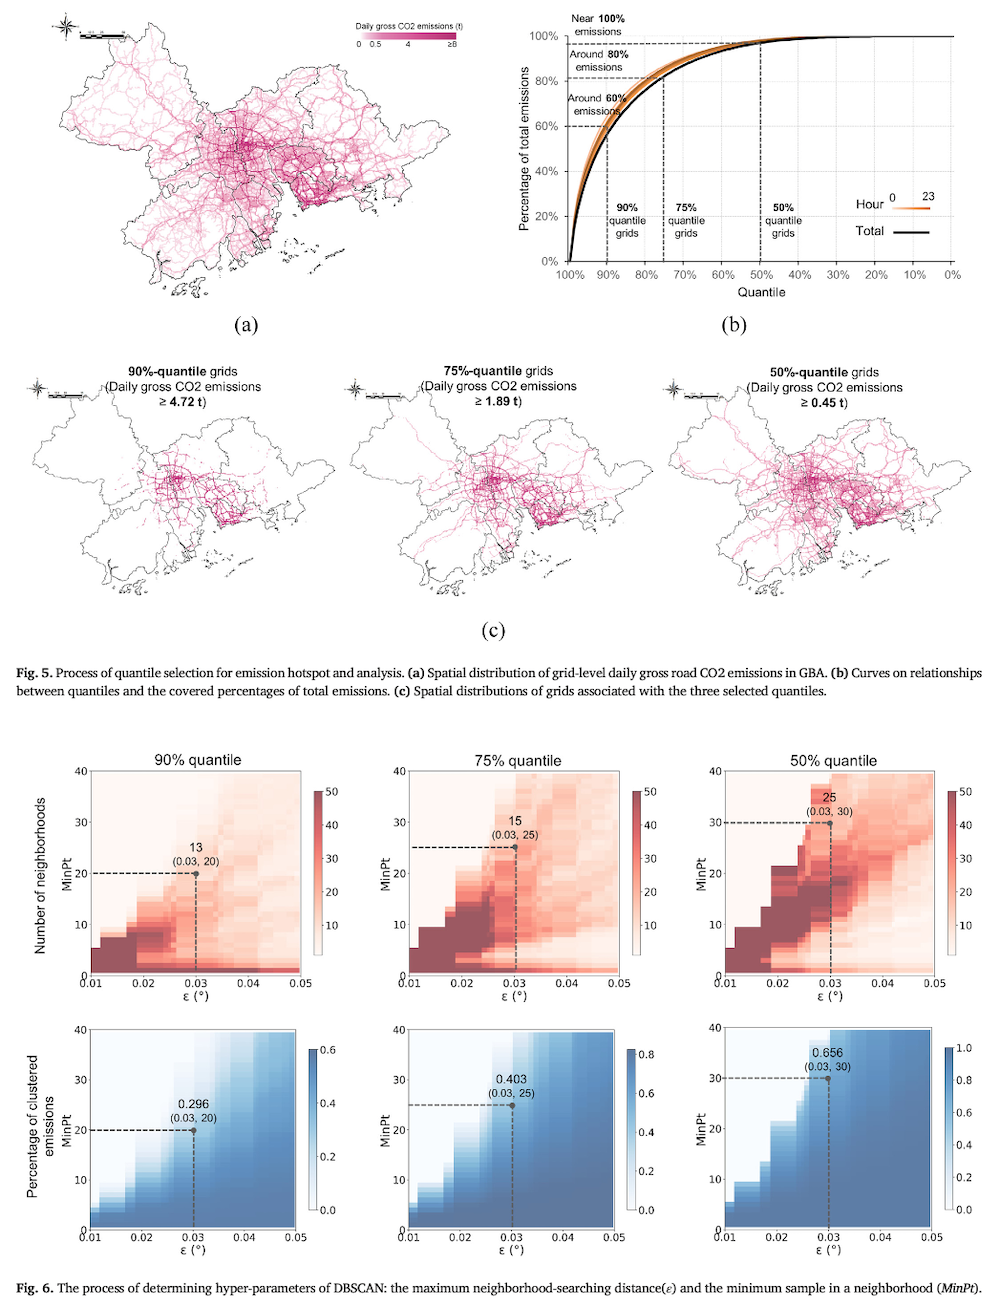 Daily gross CO2 emissions (t)
0 0.5 4 ≥8
(a)
Near 100%
emissions
Around 80%
emissions
Around 60%
emissions
Percentage of total emissions
100%
80%
60%
40%
20%
0%
90%
quantile
grids
75%
quantile
grids
50%
quantile
grids
Hour 0 23
Total
100% 90% 80% 70% 60% 50% 40% 30% 20% 10% 0%
Quantile
(b)
90%-quantile grids
(Daily gross CO2 emissions
≥ 4.72 t)
75%-quantile grids
(Daily gross CO2 emissions
≥ 1.89 t)
50%-quantile grids
(Daily gross CO2 emissions
≥ 0.45 t)
(c)
Fig. 5. Process of quantile selection for emission hotspot and analysis. (a) Spatial distribution of grid-level daily gross road CO2 emissions in GBA. (b) Curves on relationships
between quantiles and the covered percentages of total emissions. (c) Spatial distributions of grids associated with the three selected quantiles.
Number of neighborhoods
90% quantile
MinPt
40
30
20
10
0
13
(0.03, 20)
0.01 0.02 0.03 0.04 0.05
ε (°)
50
40
30
20
10
75% quantile
MinPt
40
30
20
10
0
15
(0.03, 25)
0.01 0.02 0.03 0.04 0.05
ε (°)
50
40
30
20
10
50% quantile
MinPt
40
30
20
10
0
25
(0.03, 30)
0.01 0.02 0.03 0.04 0.05
ε (°)
50
40
30
20
10
Percentage of clustered
emissions
MinPt
40
30
20
10
0
0.296
(0.03, 20)
0.01 0.02 0.03 0.04 0.05
ε (°)
0.6
0.4
0.2
0.0
MinPt
40
30
20
10
0
0.403
(0.03, 25)
0.01 0.02 0.03 0.04 0.05
ε (°)
0.8
0.6
0.4
0.2
0.0
MinPt
40
30
20
10
0
0.656
(0.03, 30)
0.01 0.02 0.03 0.04 0.05
ε (°)
1.0
0.8
0.6
0.4
0.2
0.0
Fig. 6. The process of determining hyper-parameters of DBSCAN: the maximum neighborhood-searching distance(ε) and the minimum sample in a neighborhood (MinPt).